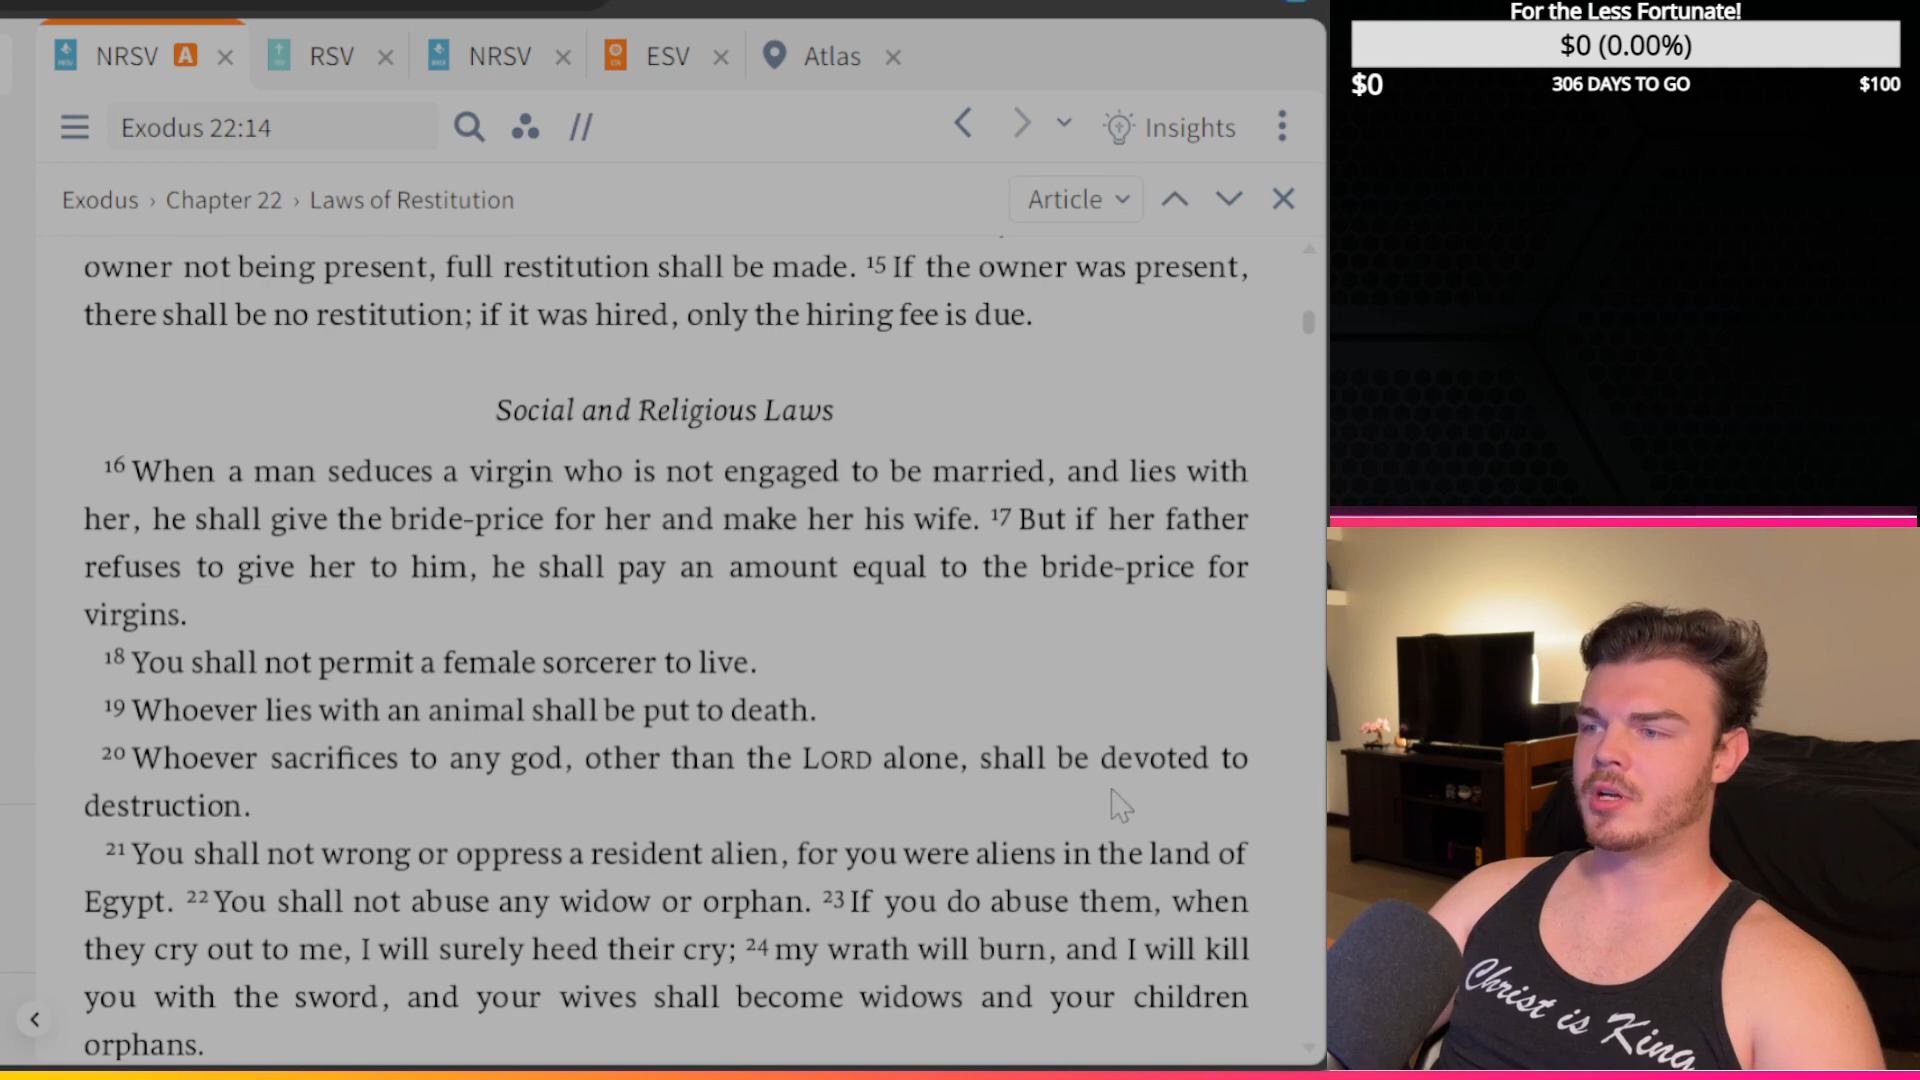 NRSV A RSV NRSV ESV Atlas
Exodus 22:14 Insights
Exodus › Chapter 22 › Laws of Restitution Article
owner not being present, full restitution shall be made. 15 If the owner was present,
there shall be no restitution; if it was hired, only the hiring fee is due.
Social and Religious Laws
16 When a man seduces a virgin who is not engaged to be married, and lies with
her, he shall give the bride-price for her and make her his wife. 17 But if her father
refuses to give her to him, he shall pay an amount equal to the bride-price for
virgins.
18 You shall not permit a female sorcerer to live.
19 Whoever lies with an animal shall be put to death.
20 Whoever sacrifices to any god, other than the LORD alone, shall be devoted to
destruction.
21 You shall not wrong or oppress a resident alien, for you were aliens in the land of
Egypt. 22 You shall not abuse any widow or orphan. 23 If you do abuse them, when
they cry out to me, I will surely heed their cry; 24 my wrath will burn, and I will kill
you with the sword, and your wives shall become widows and your children
orphans.
For the Less Fortunate!
$0 (0.00%)
$0 306 DAYS TO GO $100
Christ is King